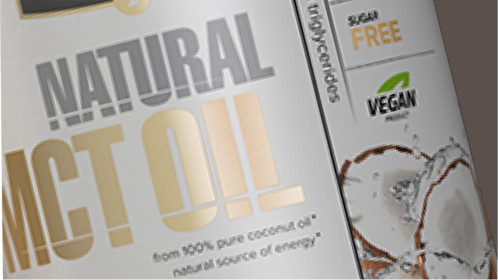 NATURAL
MCT OIL
from 100% pure coconut oil*
natural source of energy*
triglycerides
SUGAR
FREE
VEGAN
PRODUCT